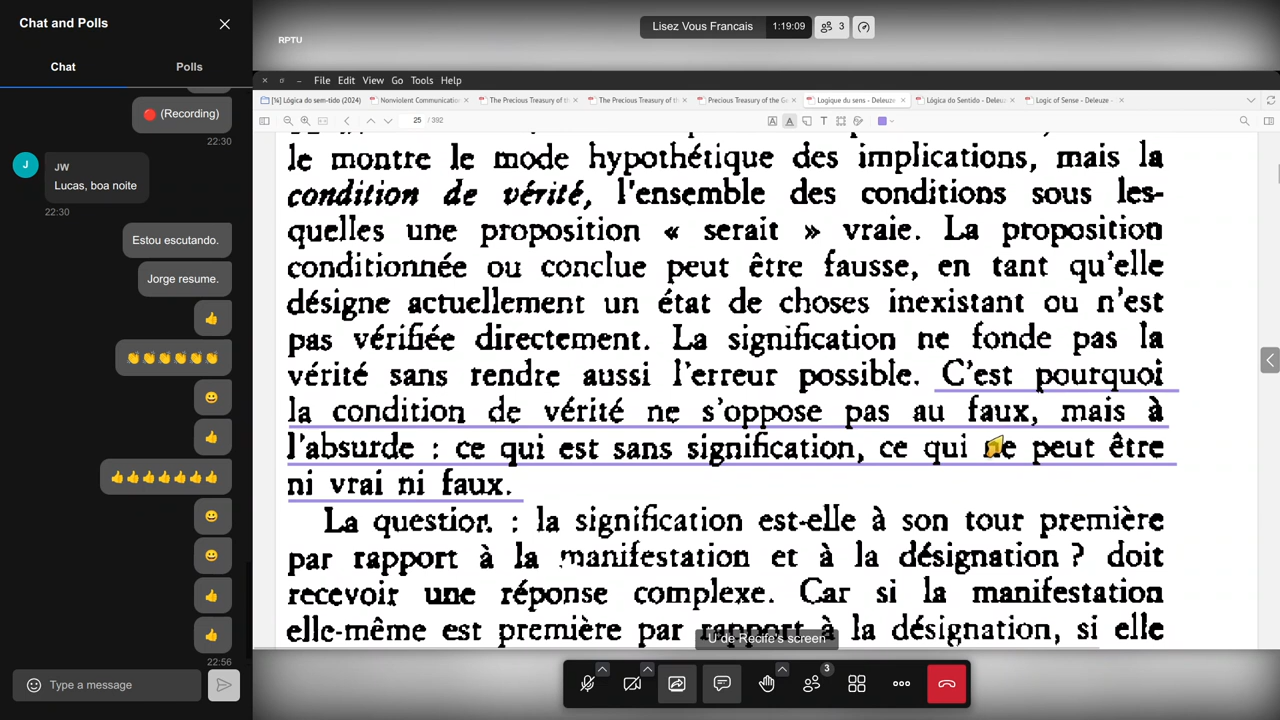 Chat and Polls
Chat
Polls
(Recording)
22:30
J
JW
Lucas, boa noite
22:30
Estou escutando.
Jorge resume.
22:56
Type a message
RPTU
Lisez Vous Francais
1:19:09
3
File Edit View Go Tools Help
[¼] Lógica do sem-tido (2024)
Nonviolent Communication
The Precious Treasury of th
The Precious Treasury of th
Precious Treasury of the Ge
Logique du sens - Deleuze
Lógica do Sentido - Deleuz
Logic of Sense - Deleuze -
25 / 392
le montre le mode hypothétique des implications, mais la
condition de vérité, l'ensemble des conditions sous les-
quelles une proposition « serait » vraie. La proposition
conditionnée ou conclue peut être fausse, en tant qu'elle
désigne actuellement un état de choses inexistant ou n'est
pas vérifiée directement. La signification ne fonde pas la
vérité sans rendre aussi l'erreur possible. C'est pourquoi
la condition de vérité ne s'oppose pas au faux, mais à
l'absurde : ce qui est sans signification, ce qui ne peut être
ni vrai ni faux.
La question : la signification est-elle à son tour première
par rapport à la manifestation et à la désignation ? doit
recevoir une réponse complexe. Car si la manifestation
elle-même est première par rapport à la désignation, si elle
U de Recife's screen
3